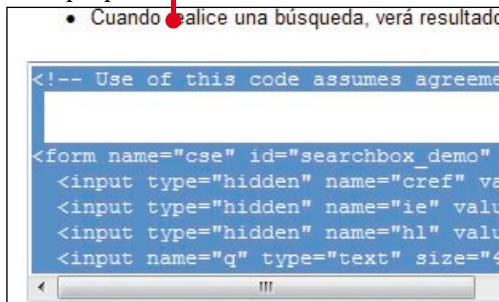 • Cuando realice una búsqueda, verá resultado
<!-- Use of this code assumes agreeme
<form name="cse" id="searchbox_demo"
<input type="hidden" name="cref" va
<input type="hidden" name="ie" valu
<input type="hidden" name="hl" valu
<input name="q" type="text" size="4